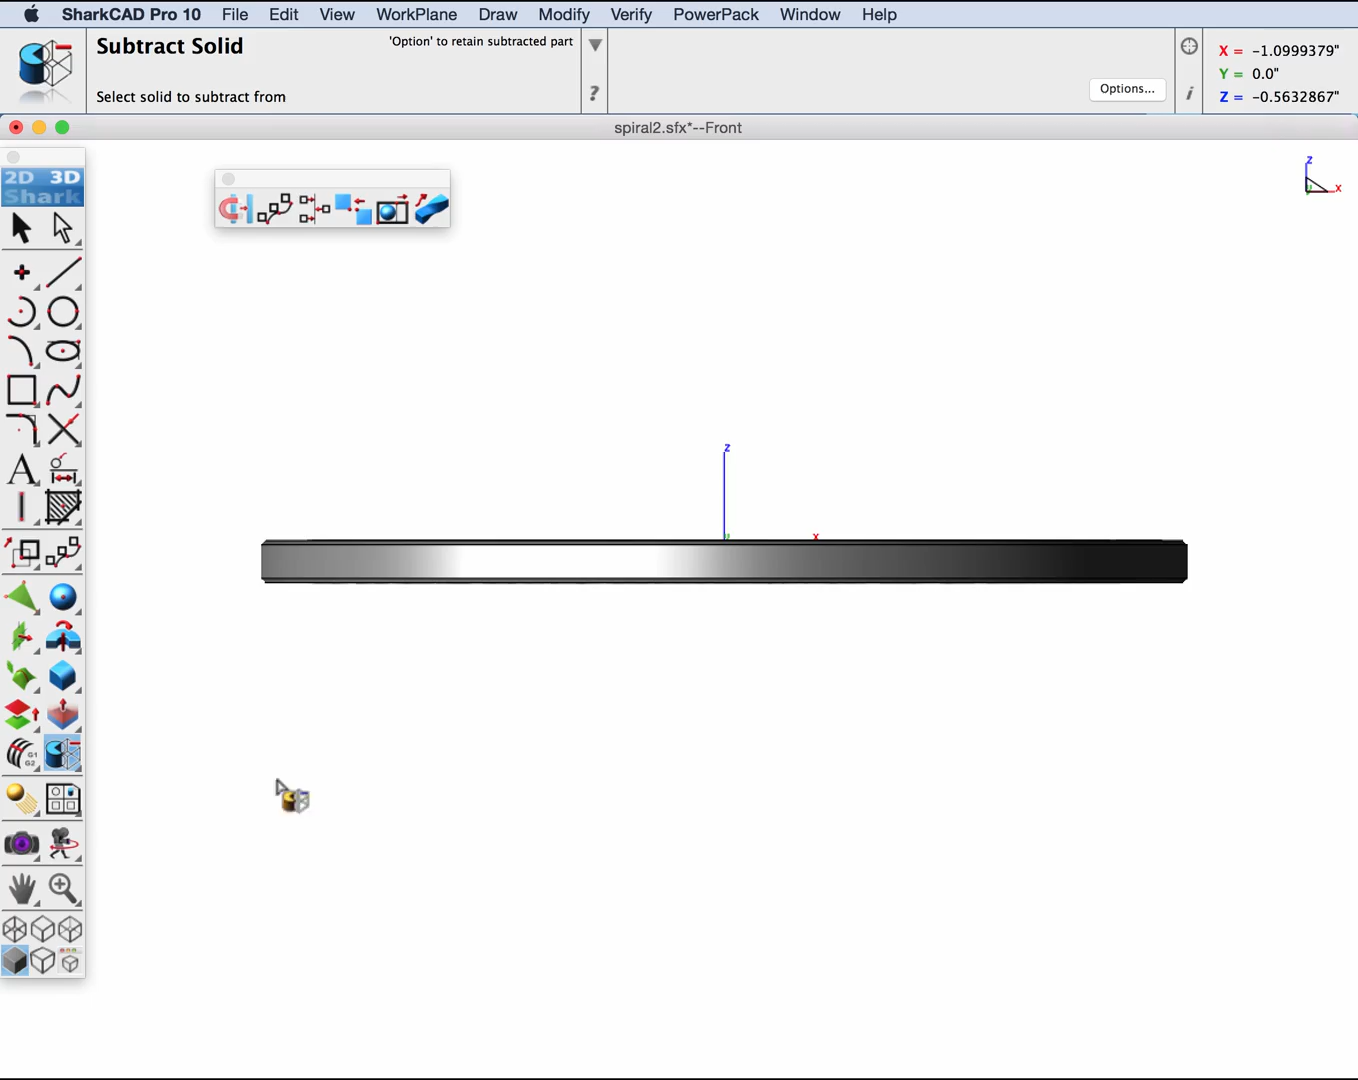 SharkCAD Pro 10 File Edit View WorkPlane Draw Modify Verify PowerPack Window Help
Subtract Solid
'Option' to retain subtracted part
Select solid to subtract from
?
Options...
i
X = -1.0999379"
Y = 0.0"
Z = -0.5632867"
spiral2.sfx*--Front
2D 3D
Shark
z
x
A
z
y
x
G1
G2